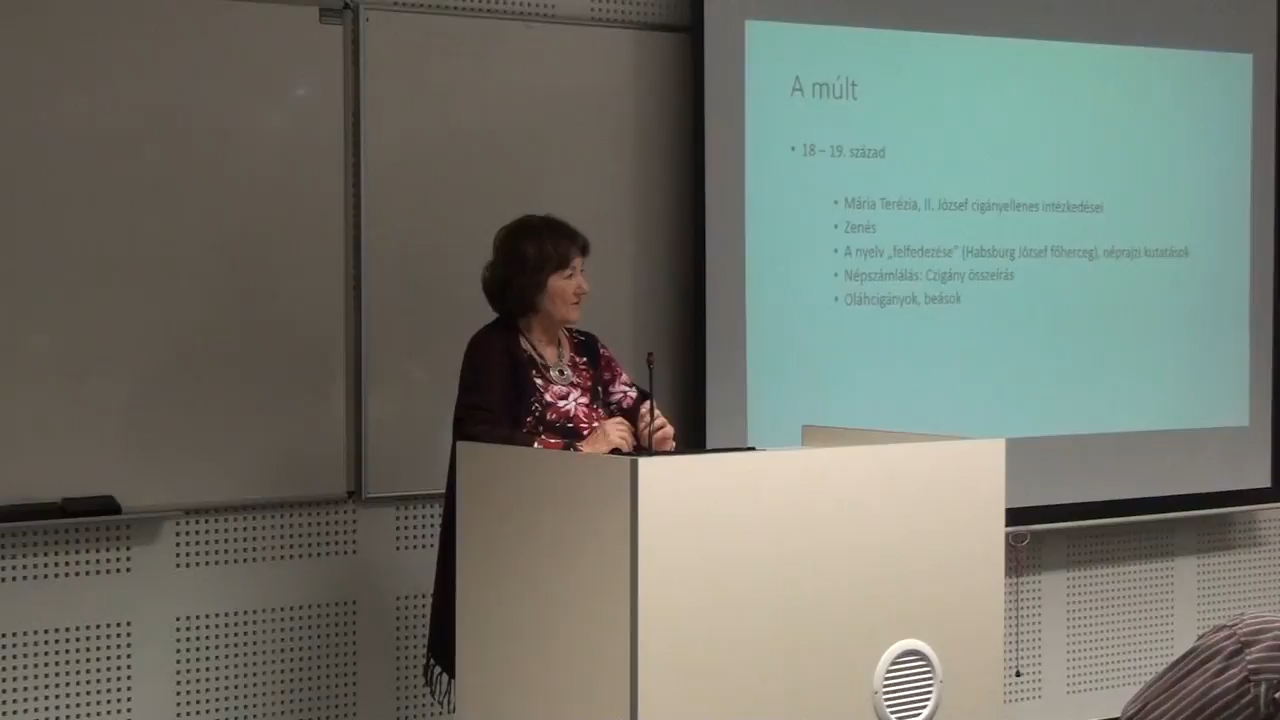 A múlt
• 18 – 19. század
• Mária Terézia, II. József cigányellenes intézkedései
• Zenés
• A nyelv „felfedezése” (Habsburg József főherceg), néprajzi kutatások
• Népszámlálás: Czigány összeírás
• Oláhcigányok, beások